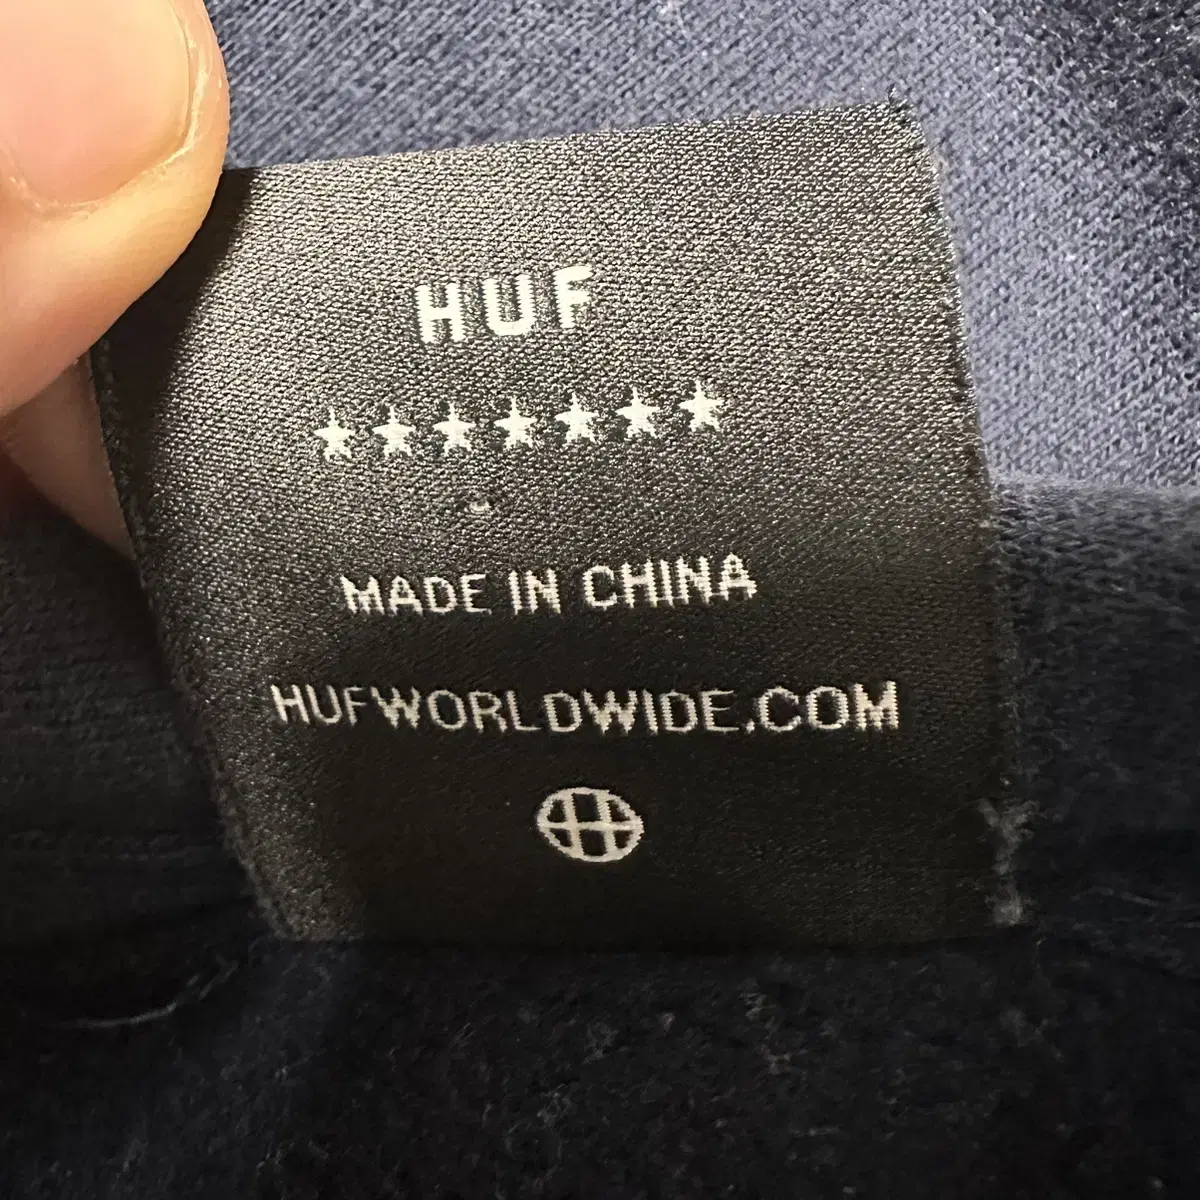 HUF
★★★★★★★
MADE IN CHINA
HUFWORLDWIDE.COM
H